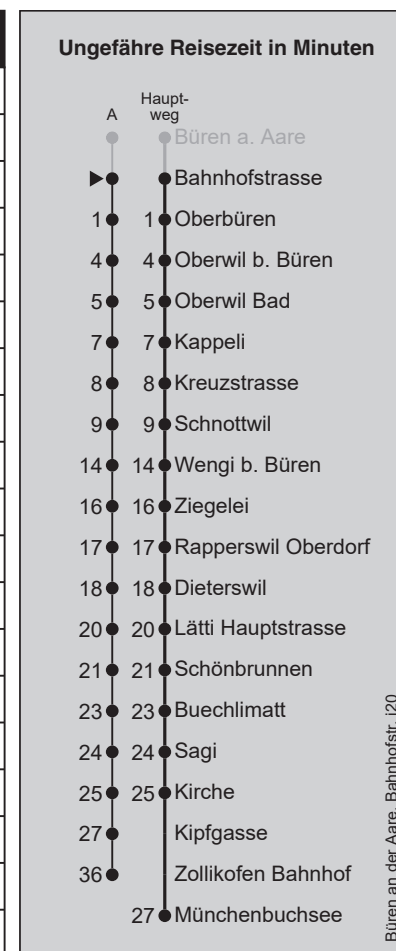 Ungefähre Reisezeit in Minuten
A
Haupt-
weg
Büren a. Aare
Bahnhofstrasse
1 1 Oberbüren
4 4 Oberwil b. Büren
5 5 Oberwil Bad
7 7 Kappeli
8 8 Kreuzstrasse
9 9 Schnottwil
14 14 Wengi b. Büren
16 16 Ziegelei
17 17 Rapperswil Oberdorf
18 18 Dieterswil
20 20 Lätti Hauptstrasse
21 21 Schönbrunnen
23 23 Buechlimatt
24 24 Sagi
25 25 Kirche
27 Kipfgasse
36 Zollikofen Bahnhof
27 Münchenbuchsee
Büren an der Aare, Bahnhofstr. i20